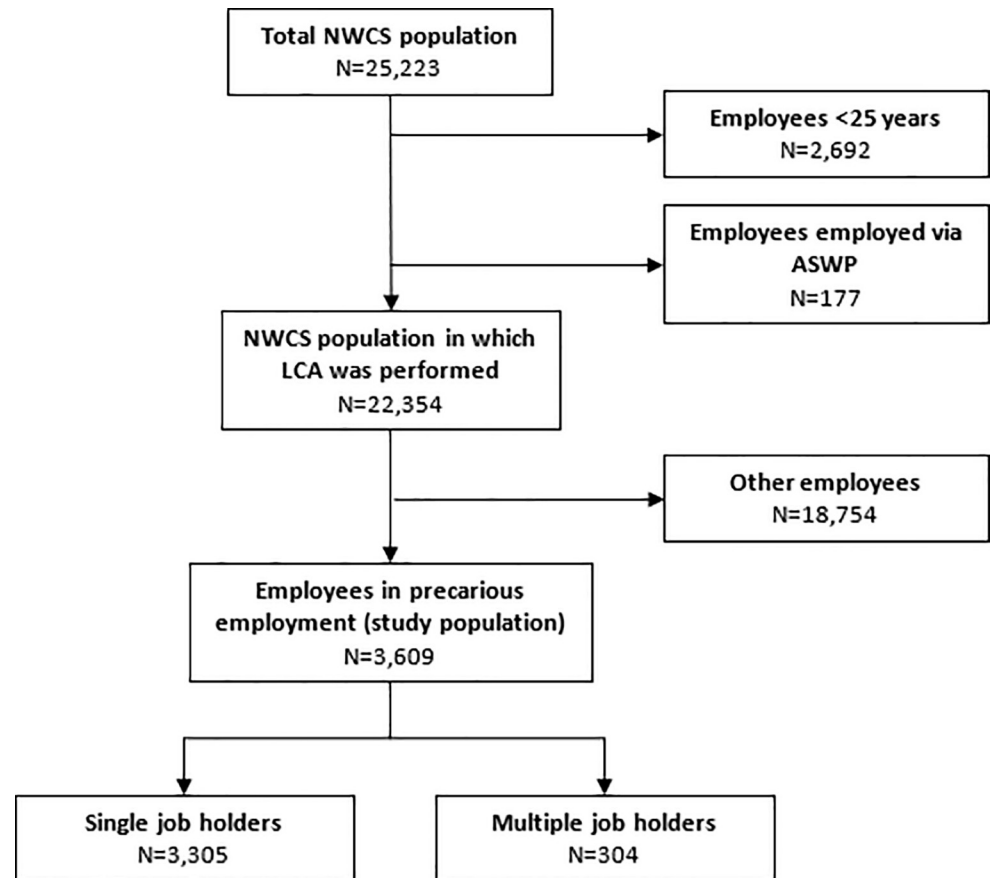 Total NWCS population
N=25,223
Employees <25 years
N=2,692
Employees employed via
ASWP
N=177
NWCS population in which
LCA was performed
N=22,354
Other employees
N=18,754
Employees in precarious
employment (study population)
N=3,609
Single job holders
N=3,305
Multiple job holders
N=304